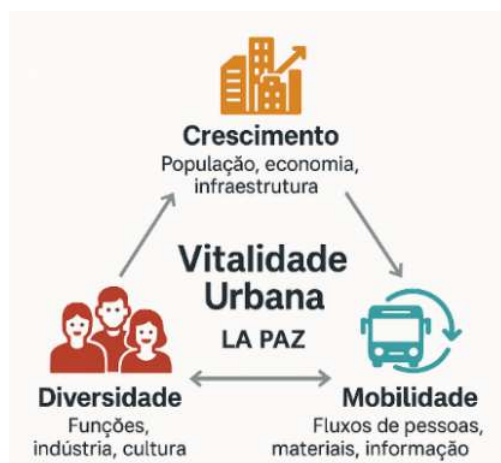 Crescimento
População, economia,
infraestrutura
Vitalidade
Urbana
LA PAZ
Diversidade
Funções,
indústria, cultura
Mobilidade
Fluxos de pessoas,
materiais, informação